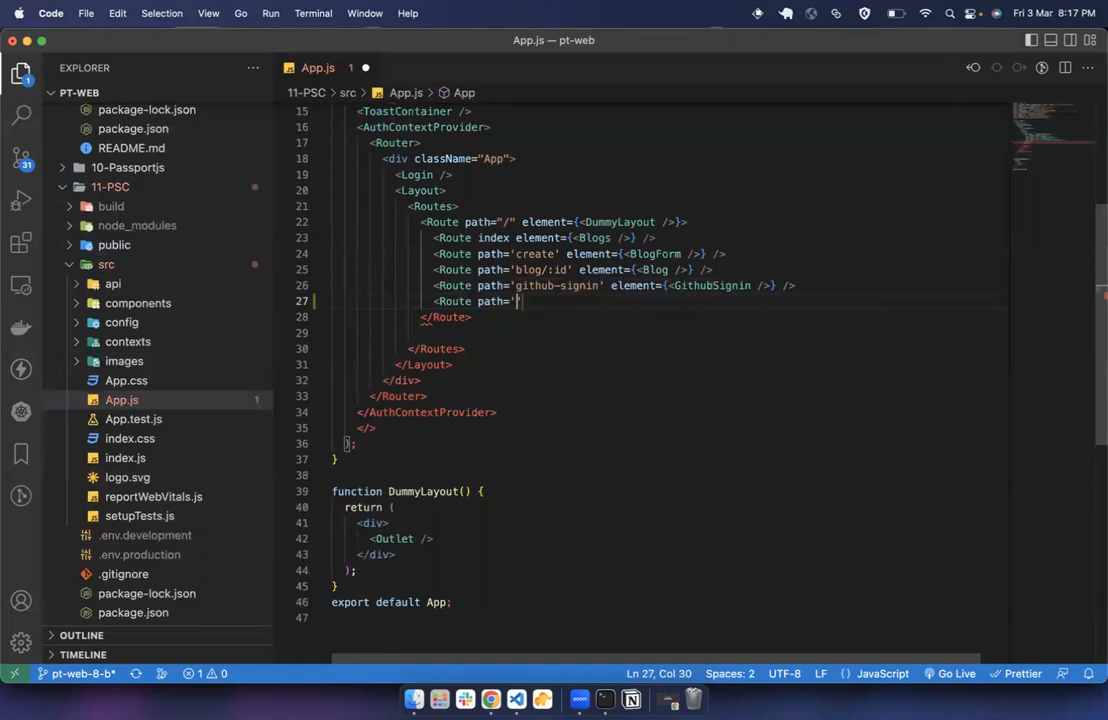 Code File Edit Selection View Go Run Terminal Window Help Fri 3 Mar 8:17 PM
App.js — pt-web
EXPLORER
PT-WEB
package-lock.json
package.json
README.md
10-Passportjs
11-PSC
build
node_modules
public
src
api
components
config
contexts
images
App.css
App.js 1
App.test.js
index.css
index.js
logo.svg
reportWebVitals.js
setupTests.js
.env.development
.env.production
.gitignore
package-lock.json
package.json
OUTLINE
TIMELINE
App.js 1
11-PSC > src > App.js > App
15 <ToastContainer />
16 <AuthContextProvider>
17 <Router>
18 <div className="App">
19 <Login />
20 <Layout>
21 <Routes>
22 <Route path="/" element={<DummyLayout />}>
23 <Route index element={<Blogs />} />
24 <Route path='create' element={<BlogForm />} />
25 <Route path='blog/:id' element={<Blog />} />
26 <Route path='github-signin' element={<GithubSignin />} />
27 <Route path=''
28 </Route>
29
30 </Routes>
31 </Layout>
32 </div>
33 </Router>
34 </AuthContextProvider>
35 </>
36 );
37 }
38
39 function DummyLayout() {
40 return (
41 <div>
42 <Outlet />
43 </div>
44 );
45 }
46 export default App;
47
pt-web-8-b* 1 0 Ln 27, Col 30 Spaces: 2 UTF-8 LF {} JavaScript Go Live Prettier